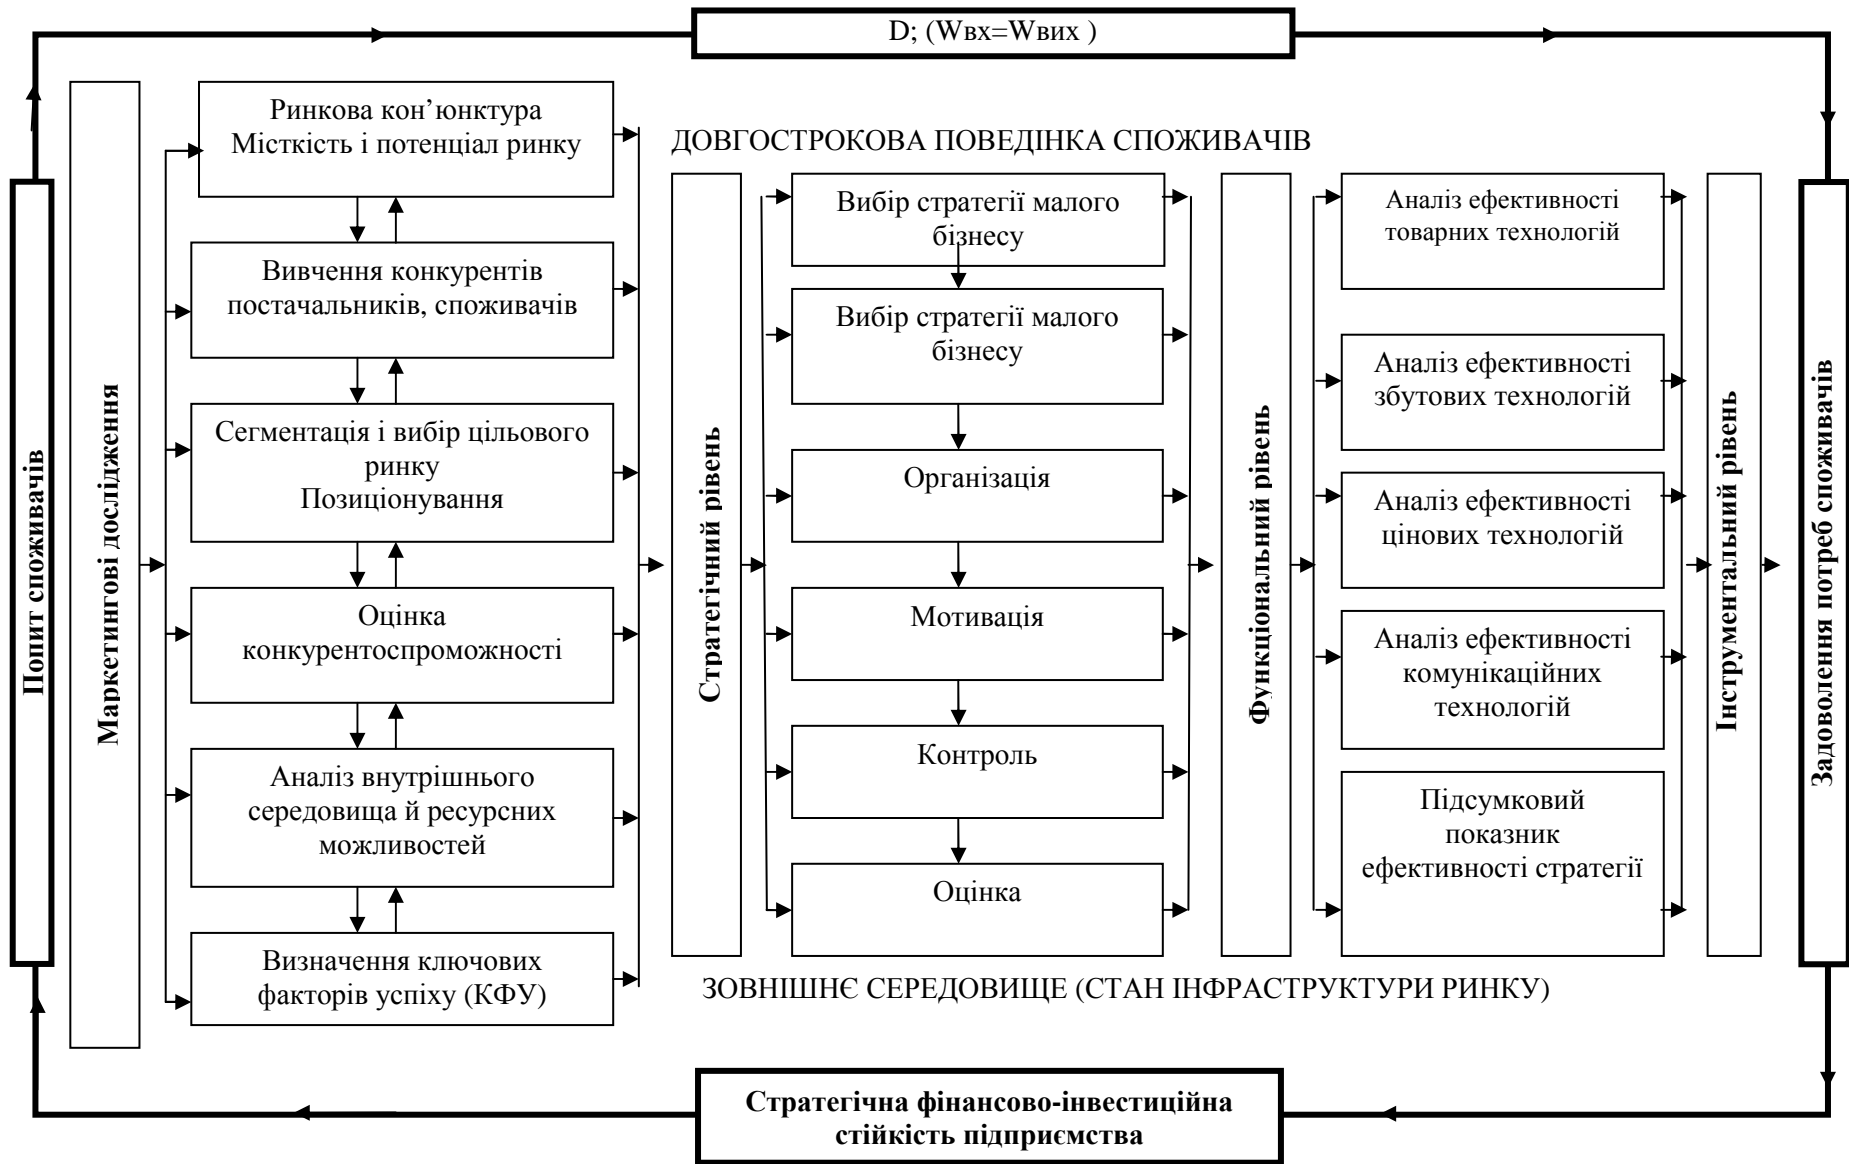 D; (Wвх=Wвих )
Попит споживачів
Маркетингові дослідження
Ринкова кон’юнктура
Місткість і потенціал ринку
Вивчення конкурентів
постачальників, споживачів
Сегментація і вибір цільового
ринку
Позиціонування
Оцінка
конкурентоспроможності
Аналіз внутрішнього
середовища й ресурсних
можливостей
Визначення ключових
факторів успіху (КФУ)
ДОВГОСТРОКОВА ПОВЕДІНКА СПОЖИВАЧІВ
Стратегічний рівень
Вибір стратегії малого
бізнесу
Вибір стратегії малого
бізнесу
Організація
Мотивація
Контроль
Оцінка
Функціональний рівень
Аналіз ефективності
товарних технологій
Аналіз ефективності
збутових технологій
Аналіз ефективності
цінових технологій
Аналіз ефективності
комунікаційних
технологій
Підсумковий
показник
ефективності стратегії
Інструментальний рівень
Задоволення потреб споживачів
ЗОВНІШНЄ СЕРЕДОВИЩЕ (СТАН ІНФРАСТРУКТУРИ РИНКУ)
Стратегічна фінансово-інвестиційна
стійкість підприємства